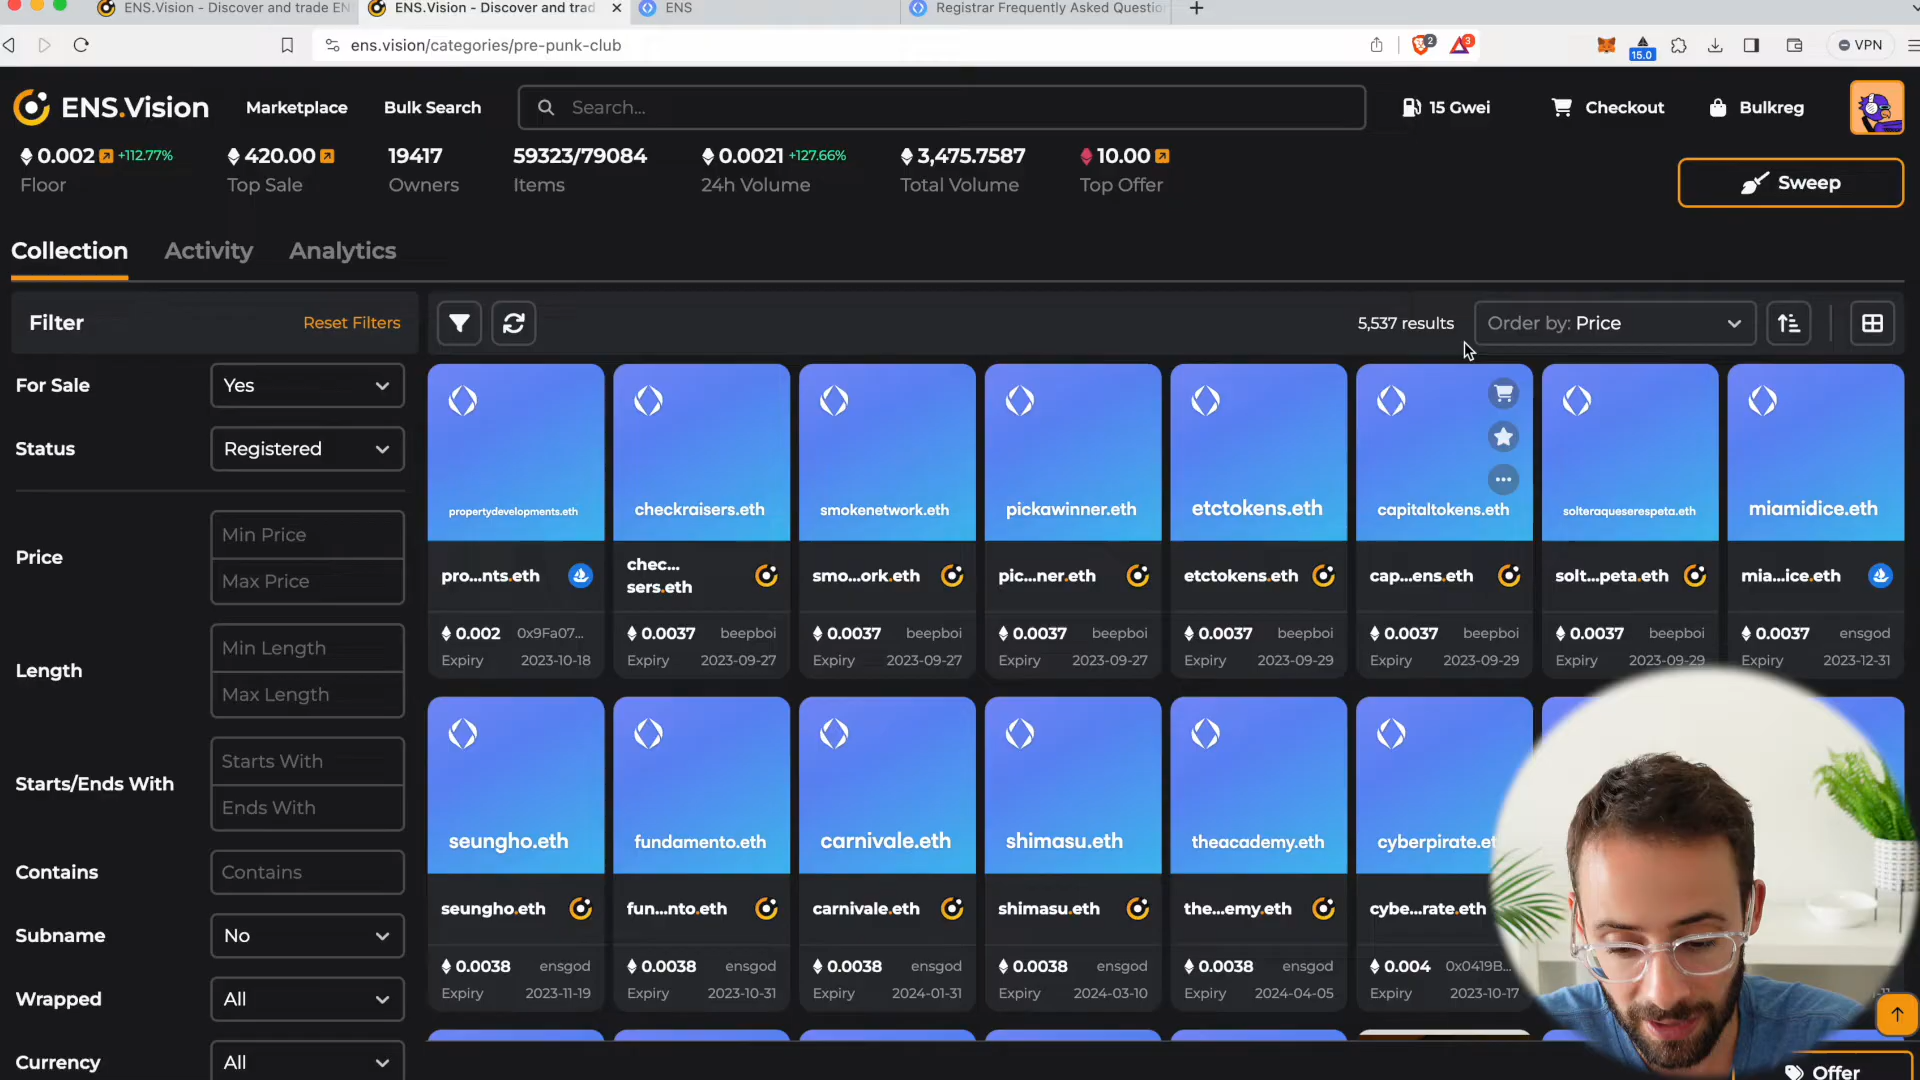 ENS.Vision - Discover and trade EN
ENS.Vision - Discover and trad
ENS
Registrar Frequently Asked Questio
ens.vision/categories/pre-punk-club
2
3
15.0
VPN
ENS.Vision
Marketplace
Bulk Search
Search...
15 Gwei
Checkout
Bulkreg
0.002 +112.77%
Floor
420.00
Top Sale
19417
Owners
59323/79084
Items
0.0021 +127.66%
24h Volume
3,475.7587
Total Volume
10.00
Top Offer
Sweep
Collection
Activity
Analytics
Filter
Reset Filters
5,537 results
Order by: Price
For Sale
Yes
Status
Registered
Price
Min Price
Max Price
Length
Min Length
Max Length
Starts/Ends With
Starts With
Ends With
Contains
Contains
Subname
No
Wrapped
All
Currency
All
propertydevelopments.eth
pro...nts.eth
0.002 0x9Fa07...
Expiry 2023-10-18
checkraisers.eth
chec...
sers.eth
0.0037 beepboi
Expiry 2023-09-27
smokenetwork.eth
smo...ork.eth
0.0037 beepboi
Expiry 2023-09-27
pickawinner.eth
pic...ner.eth
0.0037 beepboi
Expiry 2023-09-27
etctokens.eth
etctokens.eth
0.0037 beepboi
Expiry 2023-09-29
capitaltokens.eth
cap...ens.eth
0.0037 beepboi
Expiry 2023-09-29
solteraqueserespeta.eth
solt...peta.eth
0.0037 beepboi
Expiry 2023-09-29
miamidice.eth
mia...ice.eth
0.0037 ensgod
Expiry 2023-12-31
seungho.eth
seungho.eth
0.0038 ensgod
Expiry 2023-11-19
fundamento.eth
fun...nto.eth
0.0038 ensgod
Expiry 2023-10-31
carnivale.eth
carnivale.eth
0.0038 ensgod
Expiry 2024-01-31
shimasu.eth
shimasu.eth
0.0038 ensgod
Expiry 2024-03-10
theacademy.eth
the...emy.eth
0.0038 ensgod
Expiry 2024-04-05
cyberpirate.et
cybe...rate.eth
0.004 0x0419B...
Expiry 2023-10-17
Offer